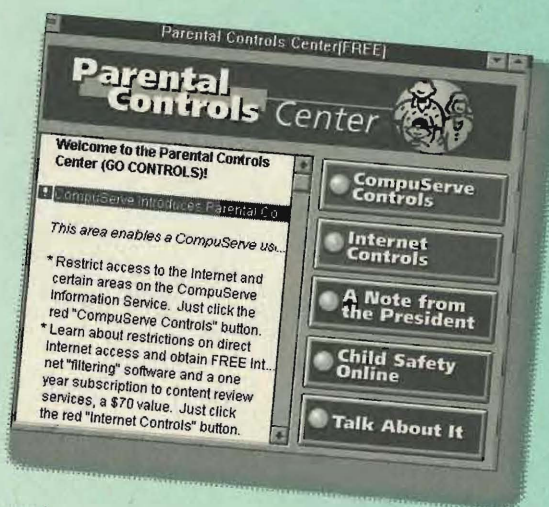 Parental Controls Center[FREE]
Parental
Controls Center
Welcome to the Parental Controls
Center (GO CONTROLS)!
! CompuServe Introduces Parental Co
This area enables a CompuServe us...
* Restrict access to the Internet and
certain areas on the CompuServe
Information Service. Just click the
red "CompuServe Controls" button.
* Learn about restrictions on direct
Internet access and obtain FREE Int...
net "filtering" software and a one
year subscription to content review
services, a $70 value. Just click
the red "Internet Controls" button.
CompuServe
Controls
Internet
Controls
A Note from
the President
Child Safety
Online
Talk About It